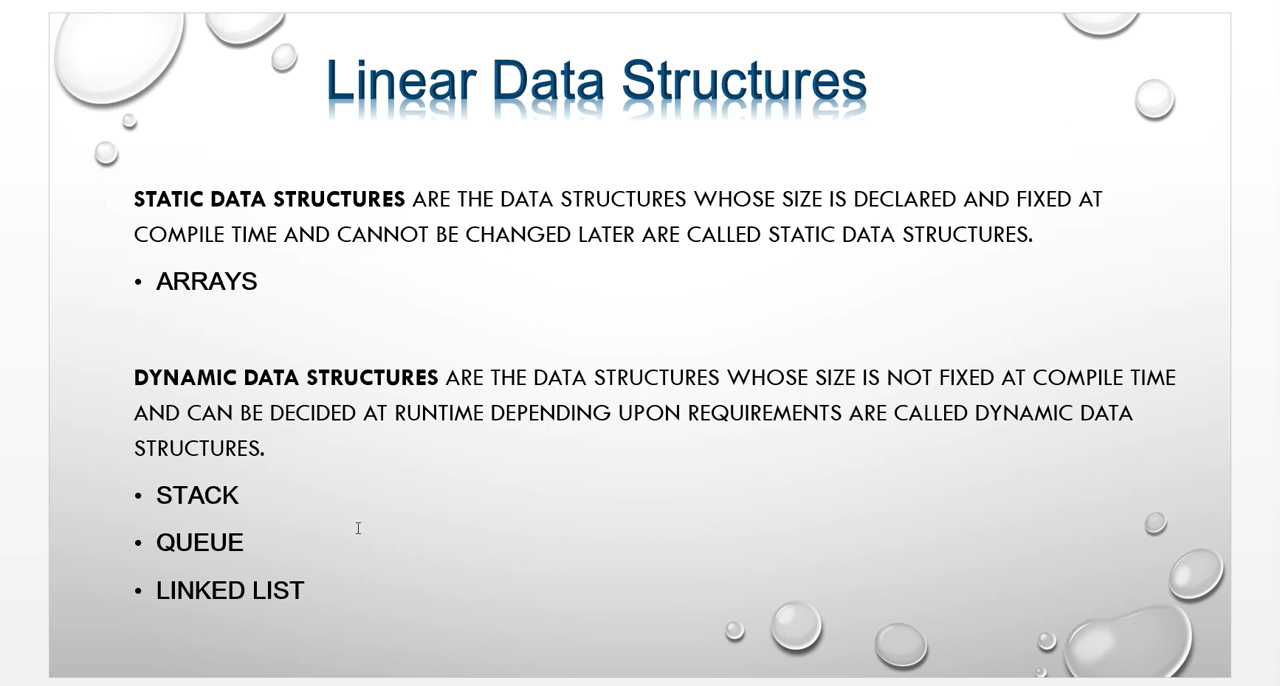 Linear Data Structures
STATIC DATA STRUCTURES ARE THE DATA STRUCTURES WHOSE SIZE IS DECLARED AND FIXED AT
COMPILE TIME AND CANNOT BE CHANGED LATER ARE CALLED STATIC DATA STRUCTURES.
• ARRAYS
DYNAMIC DATA STRUCTURES ARE THE DATA STRUCTURES WHOSE SIZE IS NOT FIXED AT COMPILE TIME
AND CAN BE DECIDED AT RUNTIME DEPENDING UPON REQUIREMENTS ARE CALLED DYNAMIC DATA
STRUCTURES.
• STACK
• QUEUE
• LINKED LIST